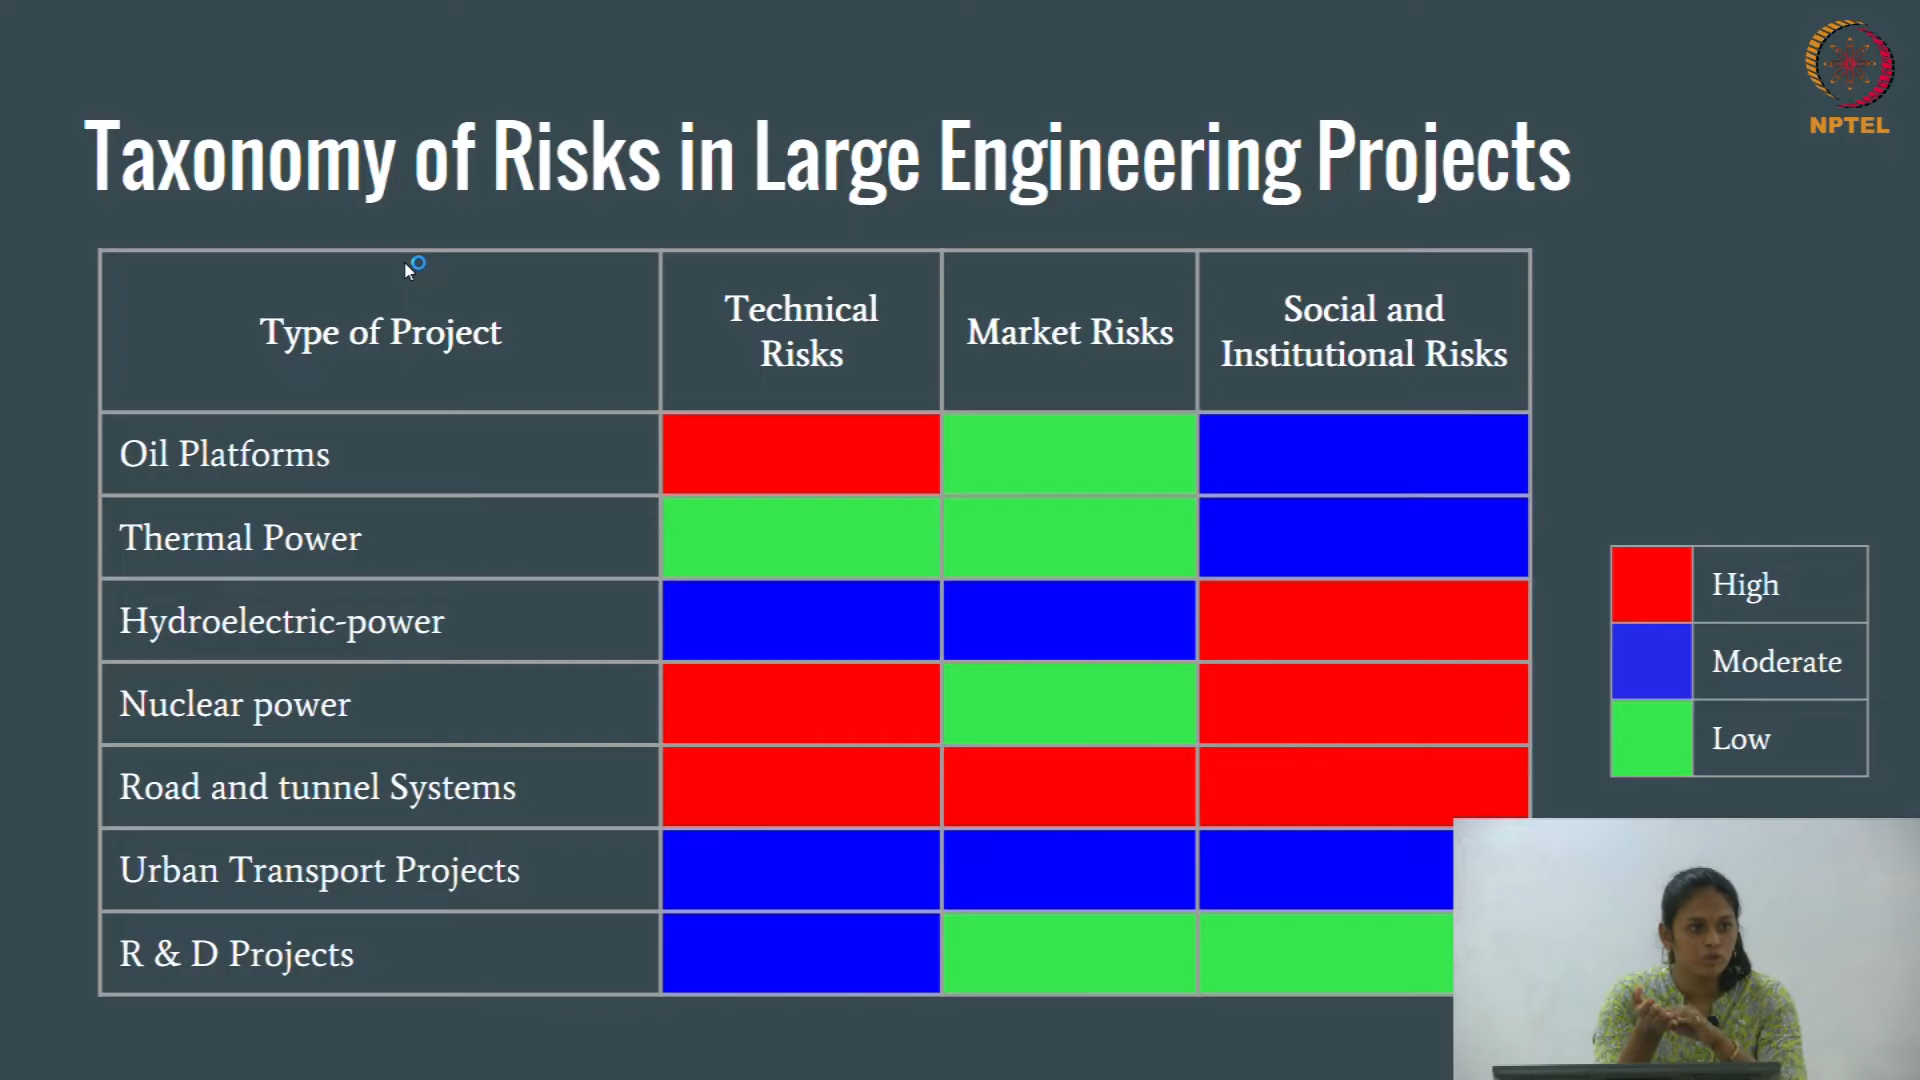 NPTEL
Taxonomy of Risks in Large Engineering Projects
Type of Project
Technical
Risks
Market Risks
Social and
Institutional Risks
Oil Platforms
Thermal Power
Hydroelectric-power
Nuclear power
Road and tunnel Systems
Urban Transport Projects
R & D Projects
High
Moderate
Low